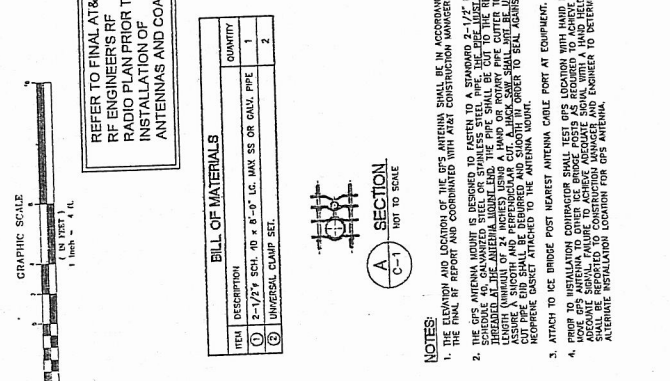 GRAPHIC SCALE
( IN FEET )
1 inch = 4 ft.
REFER TO FINAL AT&
RF ENGINEER'S RF
RADIO PLAN PRIOR T
INSTALLATION OF
ANTENNAS AND COA
BILL OF MATERIALS
ITEM DESCRIPTION QUANTITY
1 2-1/2"ø SCH. 40 x 8'-0" LG. MAX SS OR GALV. PIPE 1
2 UNIVERSAL CLAMP SET. 2
A SECTION
C-1 NOT TO SCALE
NOTES:
1. THE ELEVATION AND LOCATION OF THE GPS ANTENNA SHALL BE IN ACCORDAN
THE FINAL RF REPORT AND COORDINATED WITH AT&T CONSTRUCTION MANAGER
2. THE GPS ANTENNA MOUNT IS DESIGNED TO FASTEN TO A STANDARD 2-1/2"
SCHEDULE 40, GALVANIZED STEEL OR STAINLESS STEEL PIPE. THE PIPE MUST
THREADED AT THE ANTENNA MOUNT END. THE PIPE SHALL BE CUT TO THE RE
LENGTH (MINIMUM OF 24 INCHES) USING A HAND OR ROTARY PIPE CUTTER T
ASSURE A SMOOTH AND PERPENDICULAR CUT. A HACK SAW SHALL NOT BE US
CUT PIPE END SHALL BE DEBURRED AND SMOOTH IN ORDER TO SEAL AGAINS
NEOPRENE GASKET ATTACHED TO THE ANTENNA MOUNT.
3. ATTACH TO ICE BRIDGE POST NEAREST ANTENNA CABLE PORT AT EQUIPMENT.
4. PRIOR TO INSTALLATION CONTRACTOR SHALL TEST GPS LOCATION WITH HAND
MOVE GPS ANTENNA TO OTHER ICE BRIDGE POSTS AS REQUIRED TO ACHIEVE
ADEQUATE SIGNAL. FAILURE TO ACHIEVE ADEQUATE SIGNAL WITH A HAND HELD
SHALL BE REPORTED TO CONSTRUCTION MANAGER AND ENGINEER TO DETERM
ALTERNATE INSTALLATION LOCATION FOR GPS ANTENNA.